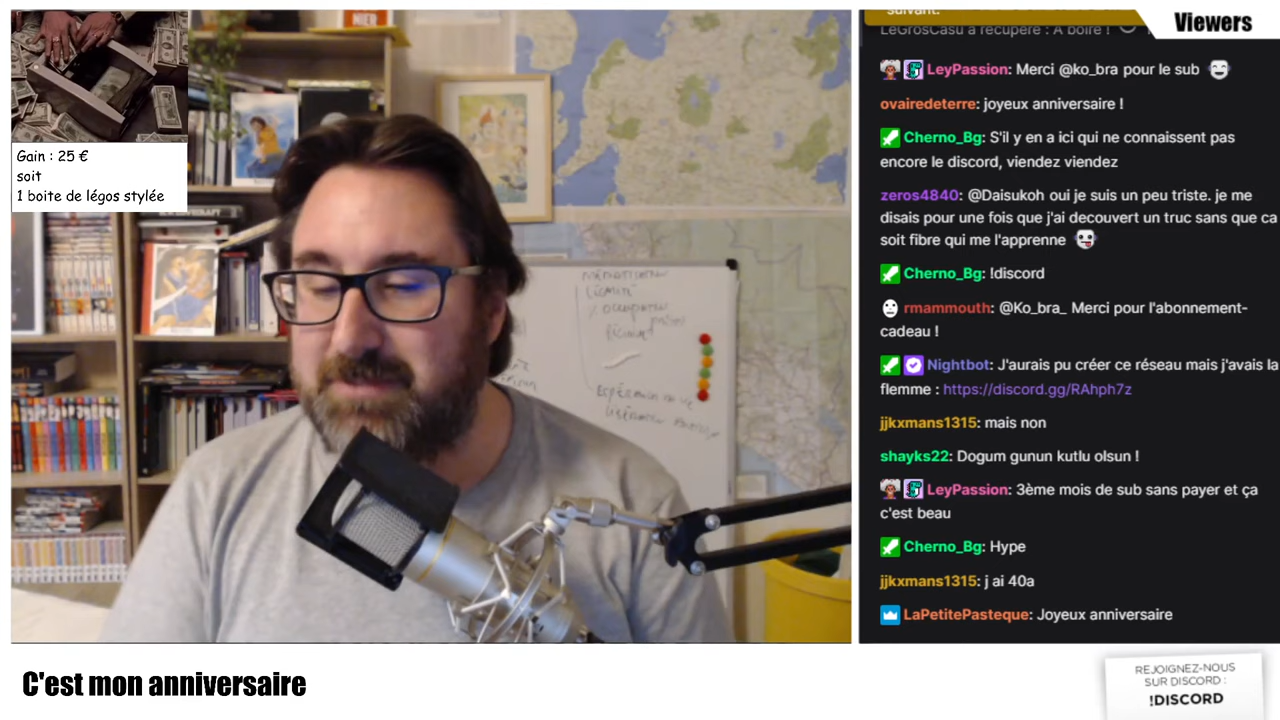 HIER
Gain : 25 €
soit
1 boite de légos stylée
suivant.
Viewers
LeGrosCasu a récupéré : A boire !
LeyPassion: Merci @ko_bra pour le sub
ovairedeterre: joyeux anniversaire !
Cherno_Bg: S'il y en a ici qui ne connaissent pas
encore le discord, viendez viendez
zeros4840: @Daisukoh oui je suis un peu triste. je me
disais pour une fois que j'ai decouvert un truc sans que ca
soit fibre qui me l'apprenne
Cherno_Bg: !discord
rmammouth: @Ko_bra_ Merci pour l'abonnement-
cadeau !
Nightbot: J'aurais pu créer ce réseau mais j'avais la
flemme : https://discord.gg/RAhph7z
jjkxmans1315: mais non
shayks22: Dogum gunun kutlu olsun !
LeyPassion: 3ème mois de sub sans payer et ça
c'est beau
Cherno_Bg: Hype
jjkxmans1315: j ai 40a
LaPetitePasteque: Joyeux anniversaire
C'est mon anniversaire
REJOIGNEZ-NOUS
SUR DISCORD :
!DISCORD